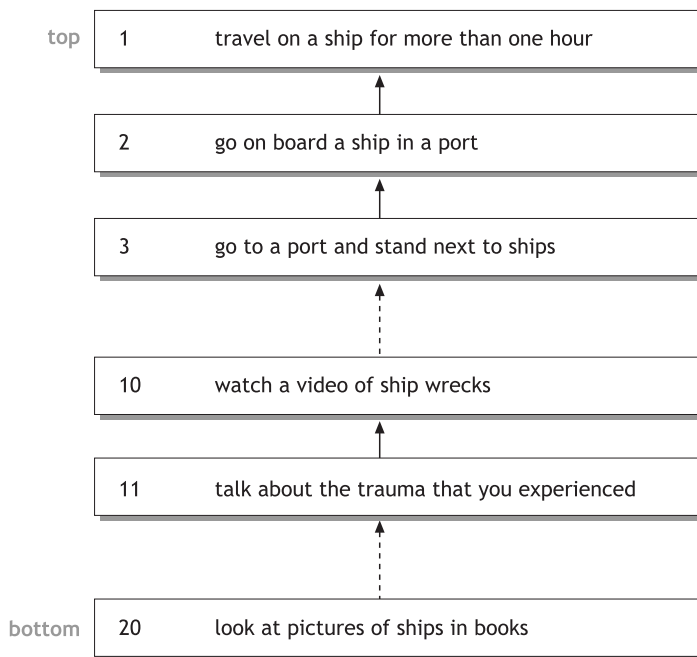 top 1 travel on a ship for more than one hour
2 go on board a ship in a port
3 go to a port and stand next to ships
10 watch a video of ship wrecks
11 talk about the trauma that you experienced
bottom 20 look at pictures of ships in books